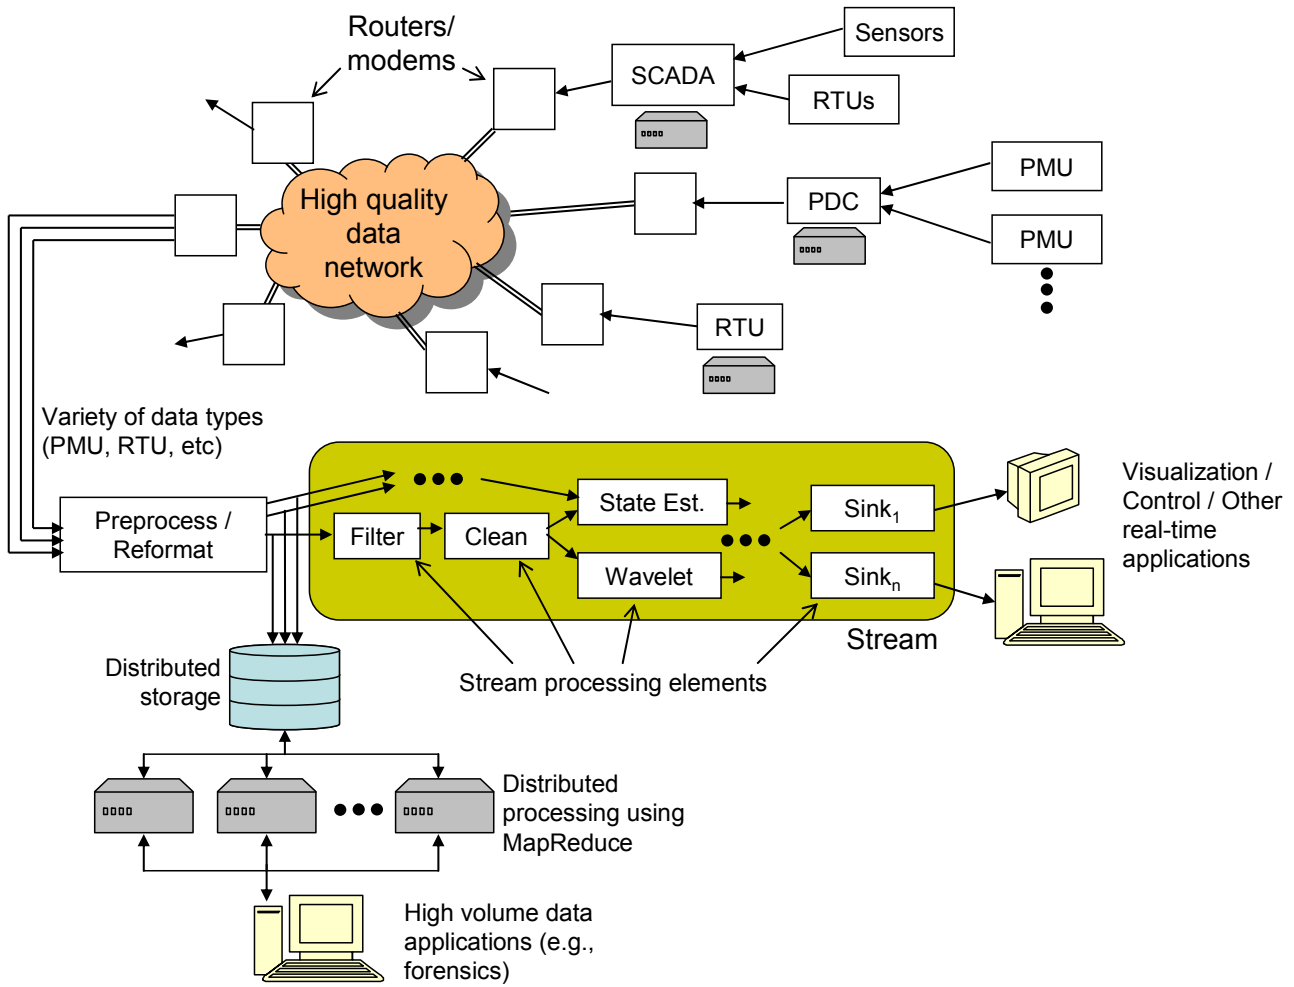 Routers/
modems
Sensors
SCADA
RTUs
PMU
PDC
PMU
High quality
data
network
RTU
Variety of data types
(PMU, RTU, etc)
Preprocess /
Reformat
Filter
Clean
State Est.
Wavelet
Sink1
Sinkn
Stream
Visualization /
Control / Other
real-time
applications
Stream processing elements
Distributed
storage
Distributed
processing using
MapReduce
High volume data
applications (e.g.,
forensics)